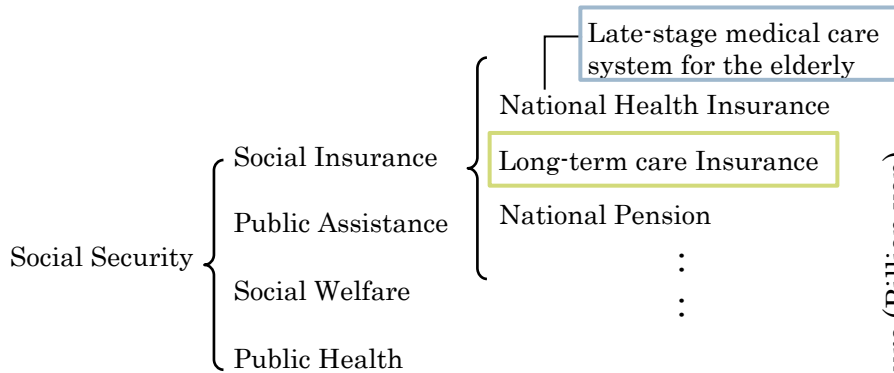 Late-stage medical care
system for the elderly
National Health Insurance
Social Insurance
Long-term care Insurance
Public Assistance
National Pension
Social Security
Social Welfare
Public Health